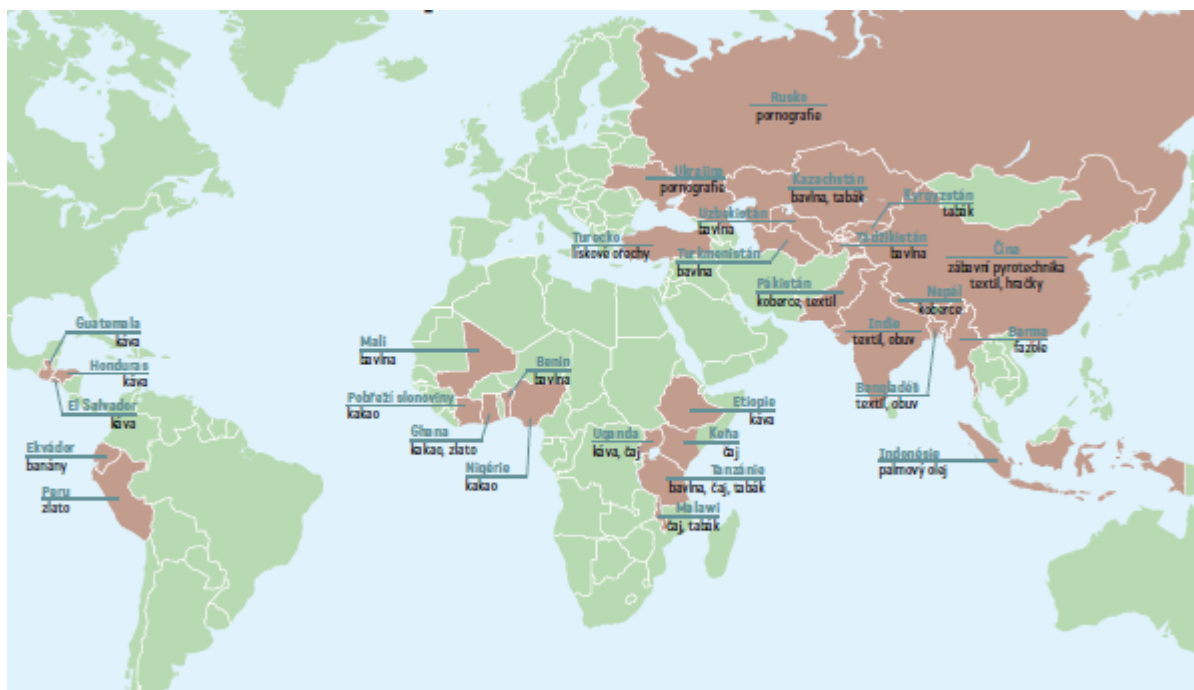 Rusko
pornografie
Ukrajina
pornografie
Kazachstán
bavlna, tabák
Kyrgyzstán
tabák
Uzbekistán
bavlna
Turecko
lískové ořechy
Turkmenistán
bavlna
Tádžikistán
bavlna
Čína
zábavní pyrotechnika
textil, hračky
Pákistán
koberce, textil
Nepál
koberce
Indie
textil, obuv
Barma
fazole
Bangladéš
textil, obuv
Guatemala
káva
Honduras
káva
El Salvador
káva
Ekvádor
banány
Peru
zlato
Mali
bavlna
Benin
bavlna
Pobřeží slonoviny
kakao
Ghana
kakao, zlato
Nigérie
kakao
Etiopie
káva
Uganda
káva, čaj
Keňa
čaj
Tanzánie
bavlna, čaj, tabák
Malawi
čaj, tabák
Indonésie
palmový olej